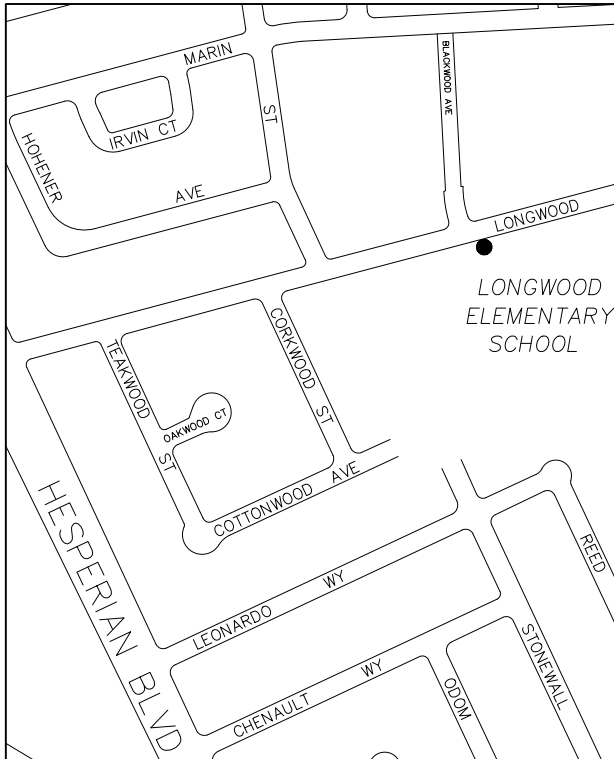 MARIN
ST
BLACKWOOD AVE
IRVIN CT
HOHENER
AVE
LONGWOOD
LONGWOOD
ELEMENTARY
SCHOOL
TEAKWOOD
ST
CORKWOOD ST
OAKWOOD CT
COTTONWOOD AVE
HESPERIAN BLVD
LEONARDO WY
REED
CHENAULT WY
ODOM
STONEWALL